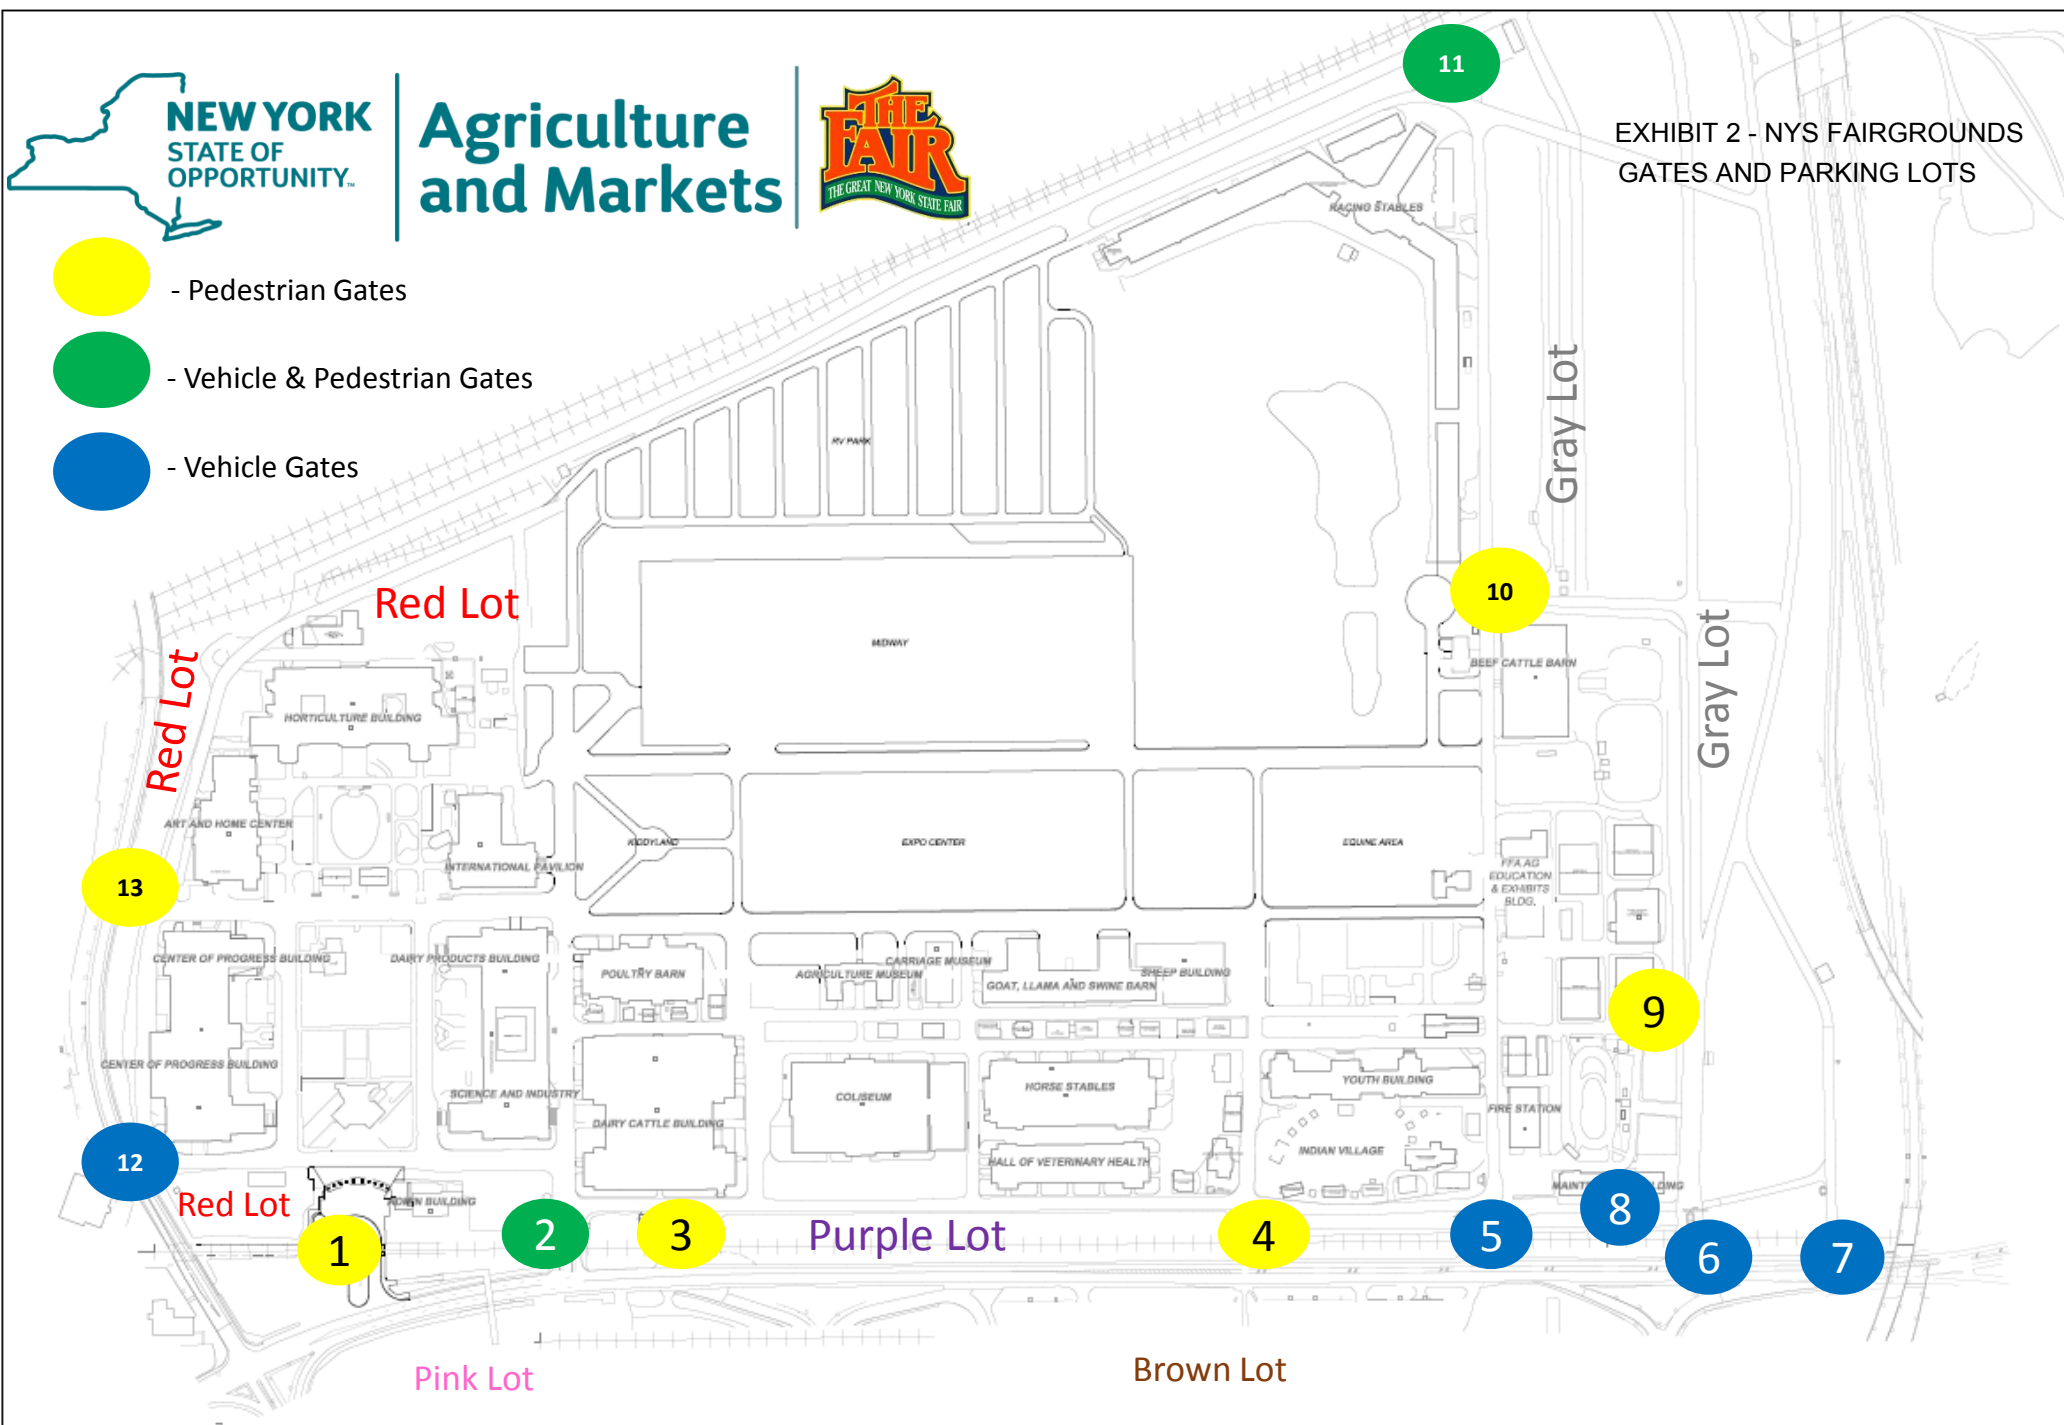 11
NEW YORK
STATE OF
OPPORTUNITY™
Agriculture
and Markets
THE
FAIR
THE GREAT NEW YORK STATE FAIR
EXHIBIT 2 - NYS FAIRGROUNDS
GATES AND PARKING LOTS
RACING STABLES
- Pedestrian Gates
- Vehicle & Pedestrian Gates
- Vehicle Gates
Gray Lot
RV PARK
Red Lot
10
MIDWAY
Red Lot
BEEF CATTLE BARN
Gray Lot
HORTICULTURE BUILDING
ART AND HOME CENTER
INTERNATIONAL PAVILION
KIDDYLAND
EXPO CENTER
EQUINE AREA
FFA AG
EDUCATION
& EXHIBITS
BLDG.
13
CENTER OF PROGRESS BUILDING
DAIRY PRODUCTS BUILDING
POULTRY BARN
AGRICULTURE MUSEUM
CARRIAGE MUSEUM
GOAT, LLAMA AND SWINE BARN
SHEEP BUILDING
9
CENTER OF PROGRESS BUILDING
SCIENCE AND INDUSTRY
DAIRY CATTLE BUILDING
COLISEUM
HORSE STABLES
YOUTH BUILDING
FIRE STATION
INDIAN VILLAGE
HALL OF VETERINARY HEALTH
12
Red Lot
1
2
3
Purple Lot
4
5
8
6
7
Pink Lot
Brown Lot